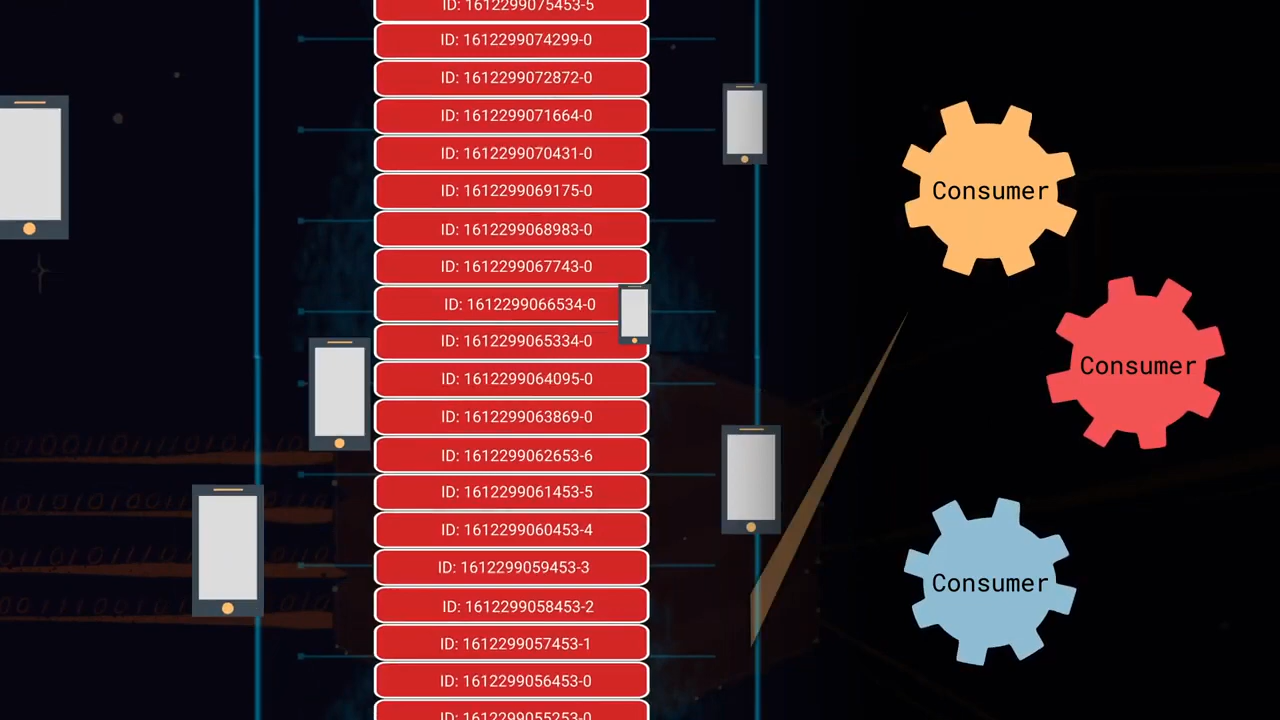 ID: 1612299075453-5
ID: 1612299074299-0
ID: 1612299072872-0
ID: 1612299071664-0
ID: 1612299070431-0
ID: 1612299069175-0
ID: 1612299068983-0
ID: 1612299067743-0
ID: 1612299066534-0
ID: 1612299065334-0
ID: 1612299064095-0
ID: 1612299063869-0
ID: 1612299062653-6
ID: 1612299061453-5
ID: 1612299060453-4
ID: 1612299059453-3
ID: 1612299058453-2
ID: 1612299057453-1
ID: 1612299056453-0
ID: 1612299055253-0
Consumer
Consumer
Consumer